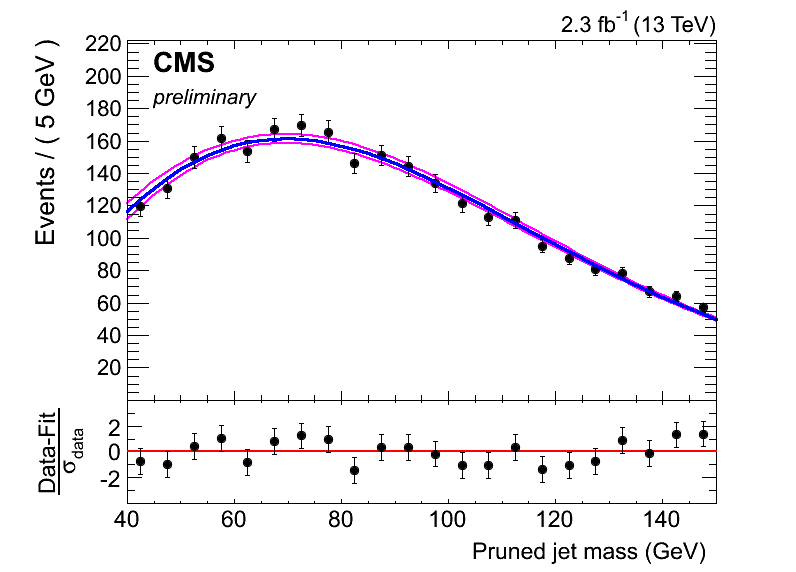 2.3 fb-1 (13 TeV)
CMS
preliminary
Events / ( 5 GeV )
220
200
180
160
140
120
100
80
60
40
20
Data-Fit
σdata
2
0
-2
40 60 80 100 120 140
Pruned jet mass (GeV)